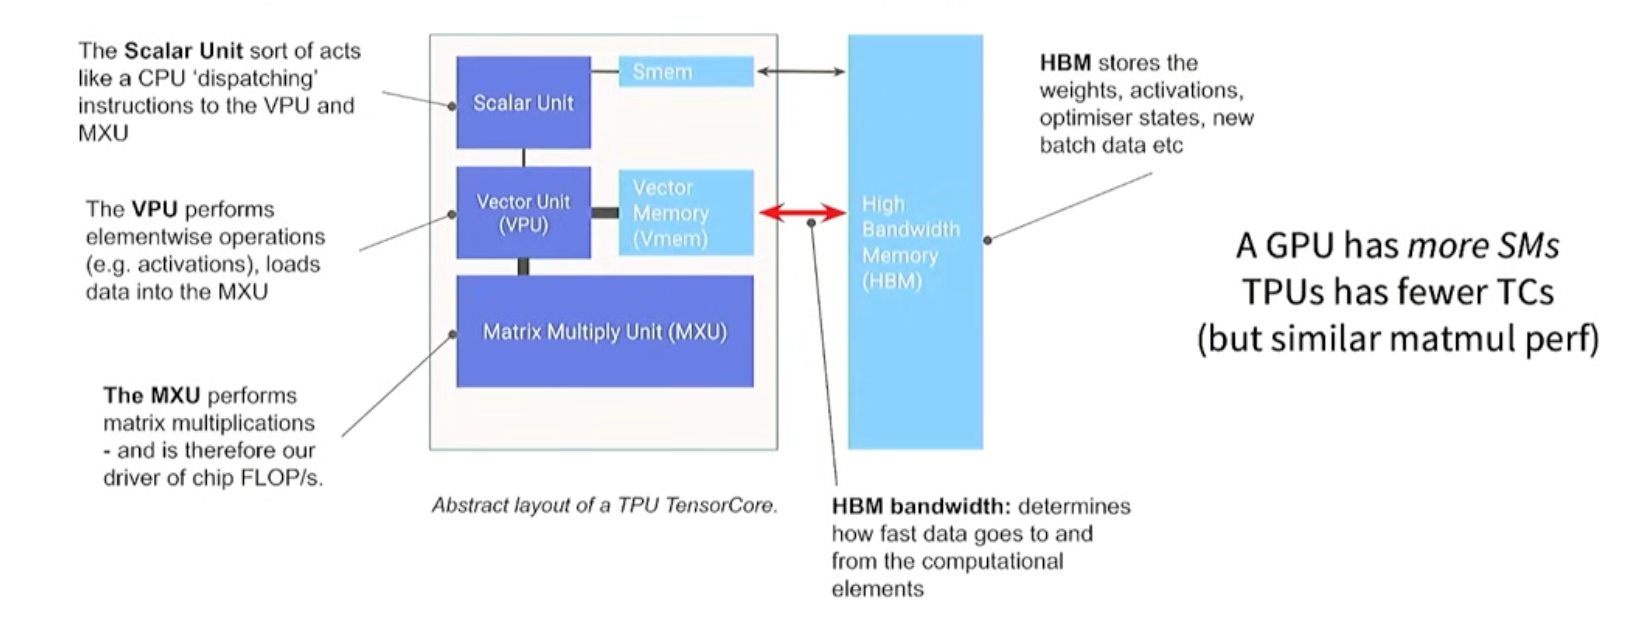 The Scalar Unit sort of acts
like a CPU ‘dispatching’
instructions to the VPU and
MXU
The VPU performs
elementwise operations
(e.g. activations), loads
data into the MXU
The MXU performs
matrix multiplications
- and is therefore our
driver of chip FLOP/s.
Scalar Unit
Smem
Vector Unit
(VPU)
Vector
Memory
(Vmem)
Matrix Multiply Unit (MXU)
Abstract layout of a TPU TensorCore.
High
Bandwidth
Memory
(HBM)
HBM stores the
weights, activations,
optimiser states, new
batch data etc
HBM bandwidth: determines
how fast data goes to and
from the computational
elements
A GPU has more SMs
TPUs has fewer TCs
(but similar matmul perf)